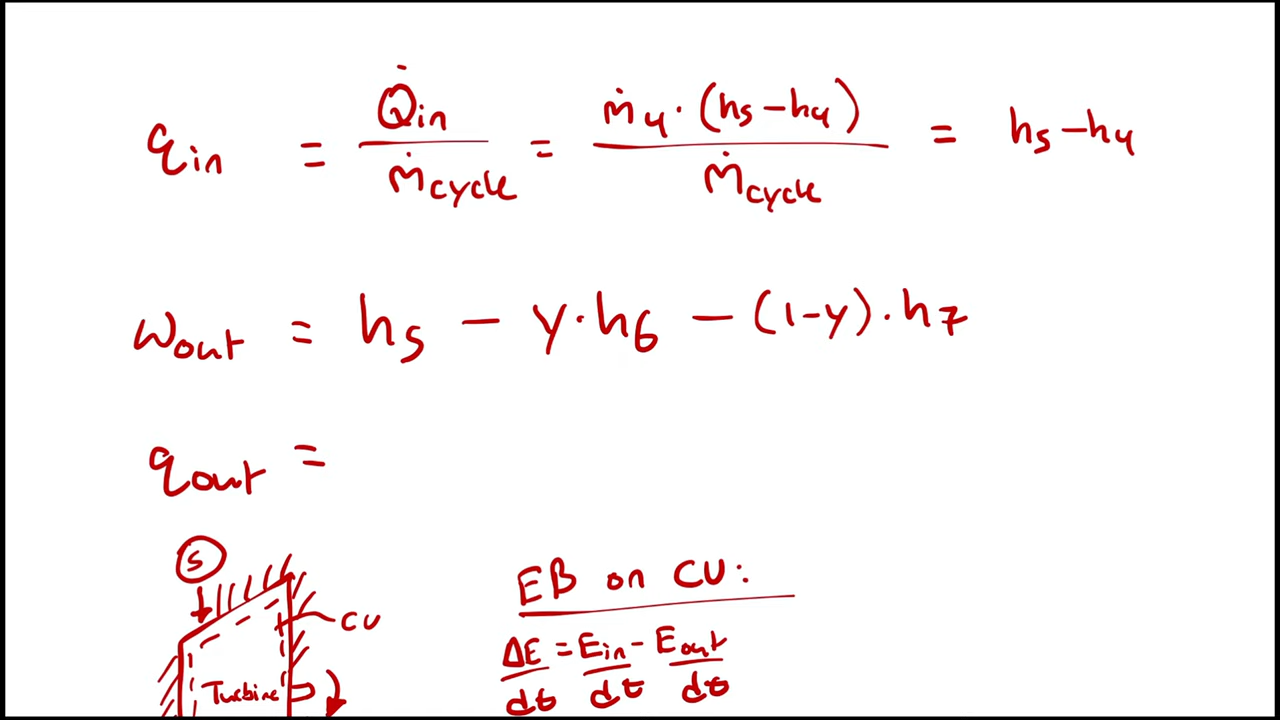 q_in = Q̇_in / ṁ_cycle = ṁ_4 · (h_5 − h_4) / ṁ_cycle = h_5 − h_4
w_out = h_5 − y · h_6 − (1−y) · h_7
q_out =
5
CV
Turbine
EB on CV:
ΔE/dt = E_in/dt − E_out/dt